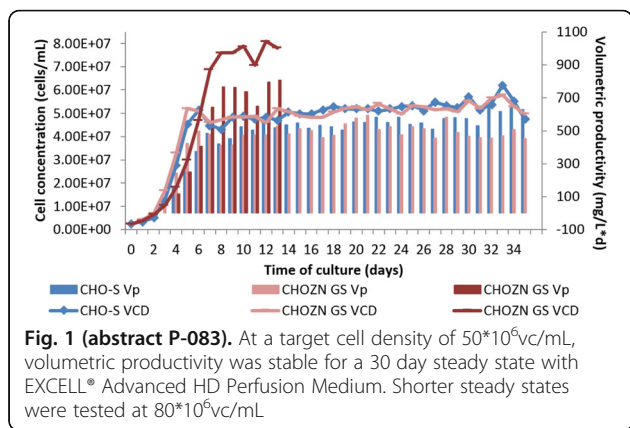 8.00E+07
7.00E+07
6.00E+07
5.00E+07
4.00E+07
3.00E+07
2.00E+07
1.00E+07
0.00E+00
Cell concentration (cells/mL)
1100
900
700
500
300
100
-100
Volumetric productivity (mg/L*d)
0 2 4 6 8 10 12 14 16 18 20 22 24 26 28 30 32 34
Time of culture (days)
CHO-S Vp CHOZN GS Vp CHOZN GS Vp
CHO-S VCD CHOZN GS VCD CHOZN GS VCD
Fig. 1 (abstract P-083). At a target cell density of 50*10⁶vc/mL,
volumetric productivity was stable for a 30 day steady state with
EXCELL® Advanced HD Perfusion Medium. Shorter steady states
were tested at 80*10⁶vc/mL